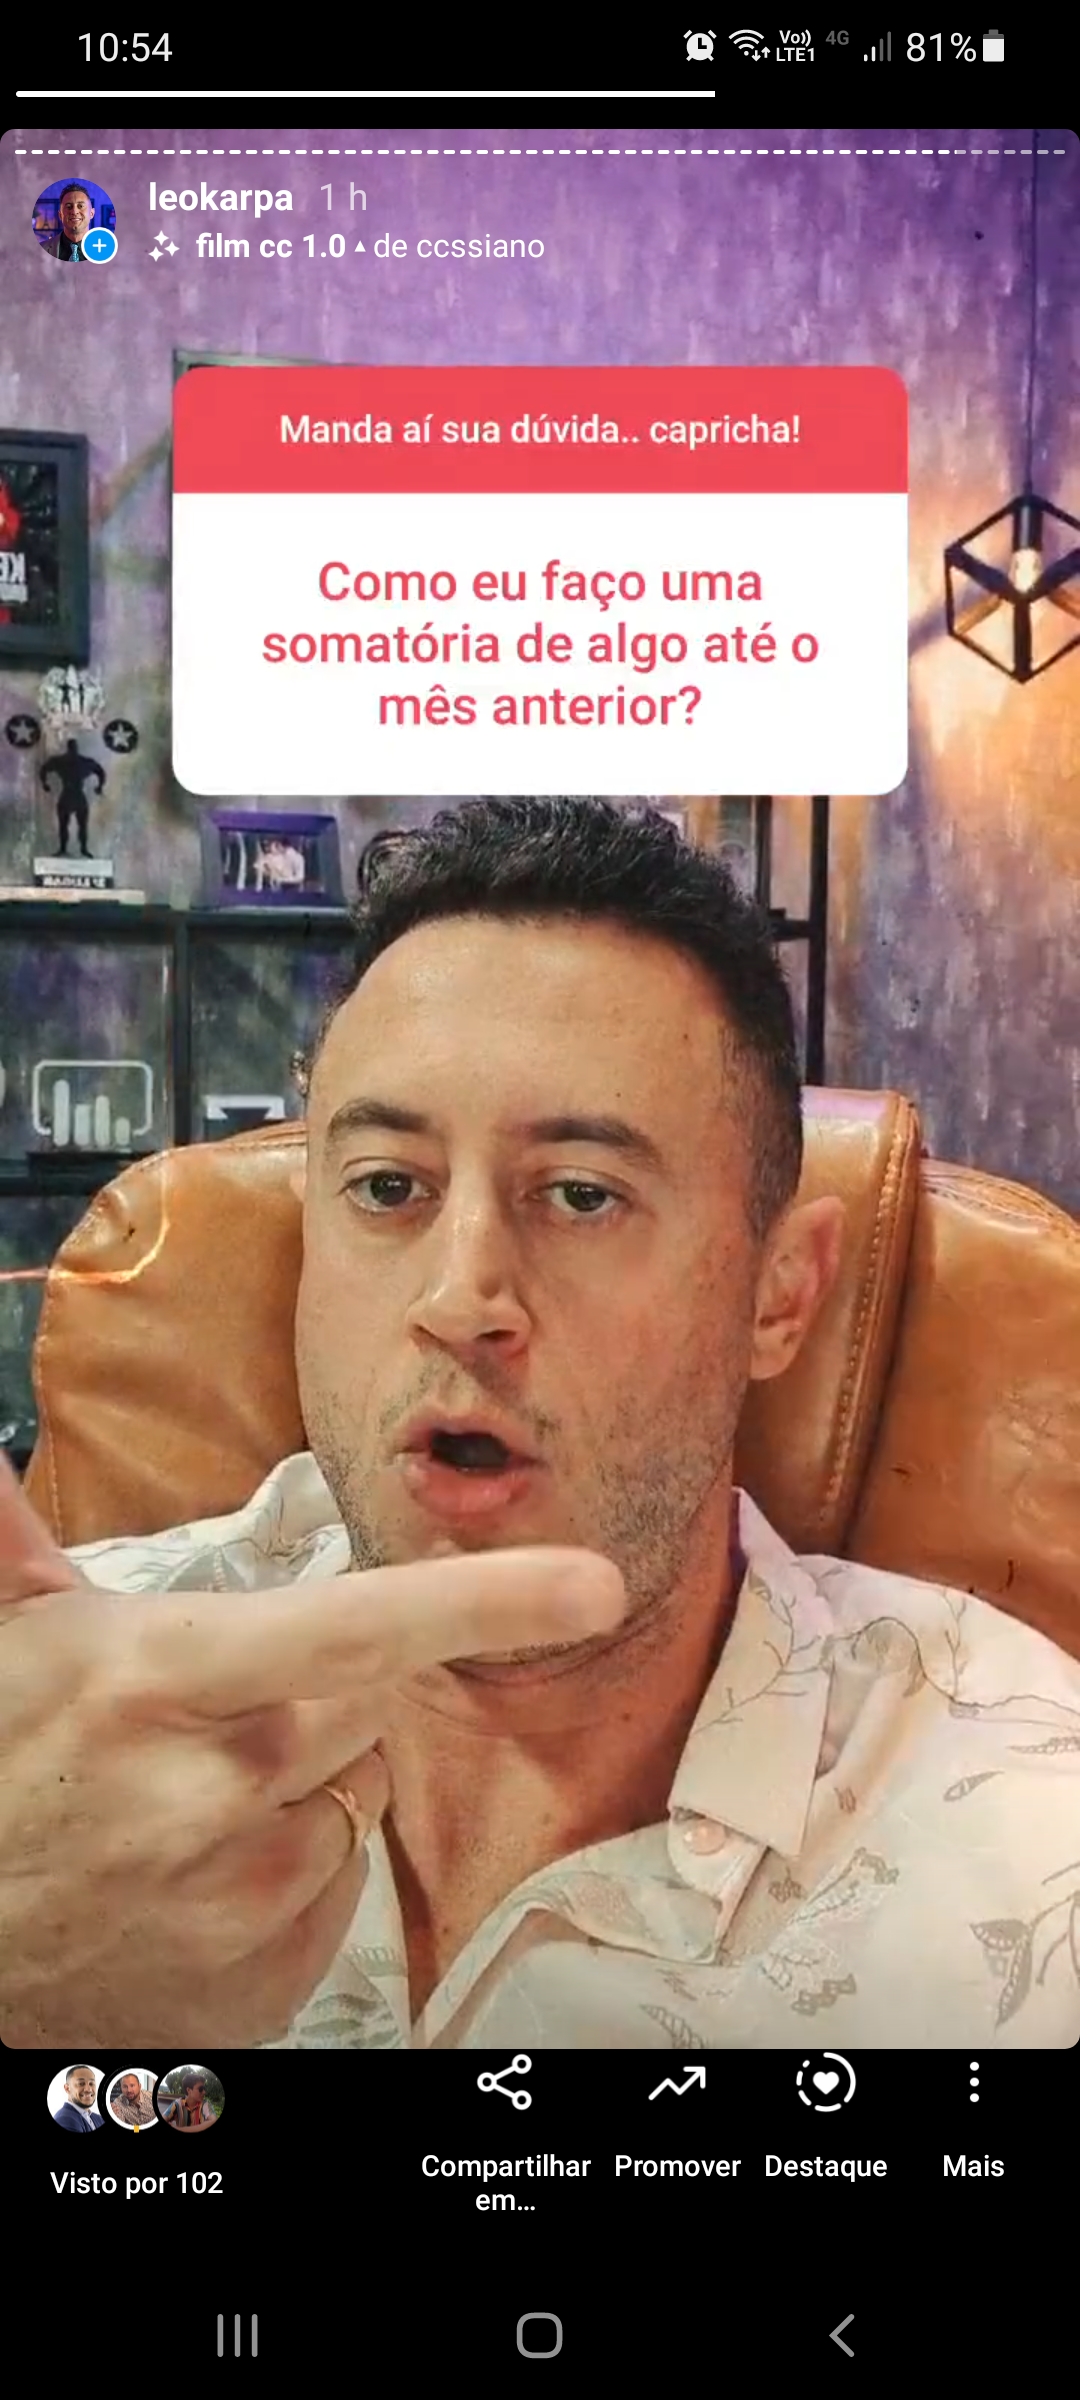 10:54
Vo)) LTE1 4G 81%
leokarpa 1 h
film cc 1.0 ▴ de ccssiano
Manda aí sua dúvida.. capricha!
Como eu faço uma
somatória de algo até o
mês anterior?
Visto por 102
Compartilhar
em...
Promover
Destaque
Mais